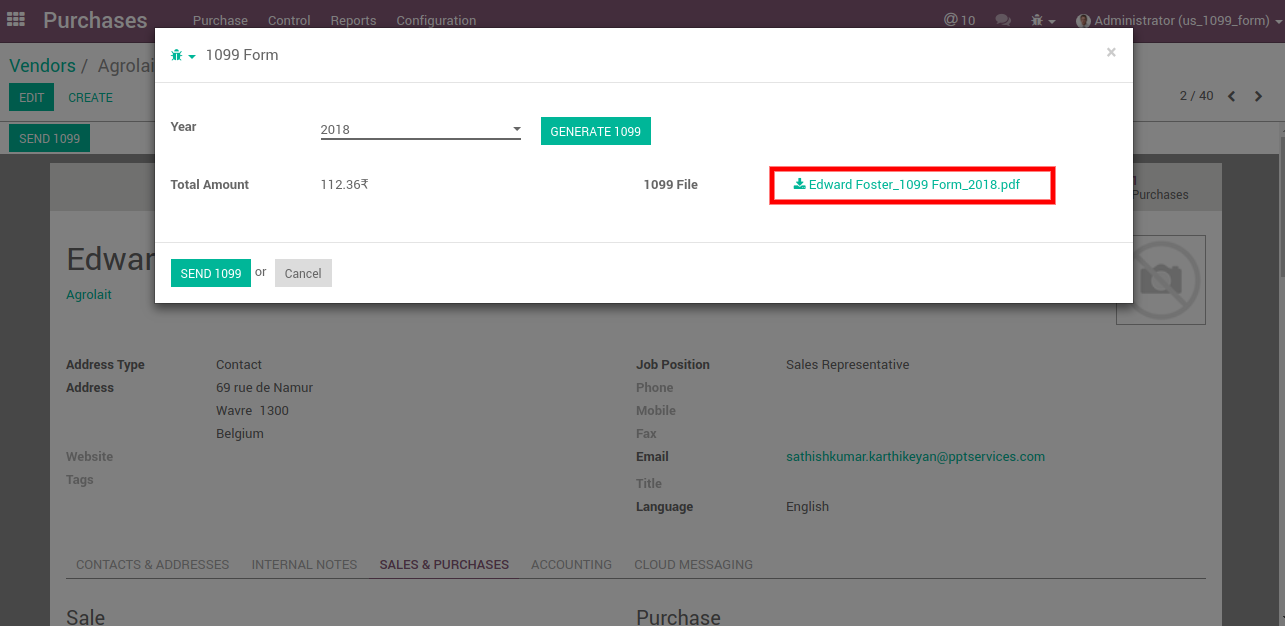 Purchases Purchase Control Reports Configuration @ 10 Administrator (us_1099_form)
Vendors / Agrolai
1099 Form ×
EDIT CREATE 2 / 40
SEND 1099
Year 2018 GENERATE 1099
Total Amount 112.36₹ 1099 File Edward Foster_1099 Form_2018.pdf
1
Purchases
SEND 1099 or Cancel
Edwar
Agrolait
Address Type Contact Job Position Sales Representative
Address 69 rue de Namur Phone
Wavre 1300 Mobile
Belgium Fax
Website Email sathishkumar.karthikeyan@pptservices.com
Tags Title
Language English
CONTACTS & ADDRESSES INTERNAL NOTES SALES & PURCHASES ACCOUNTING CLOUD MESSAGING
Sale Purchase